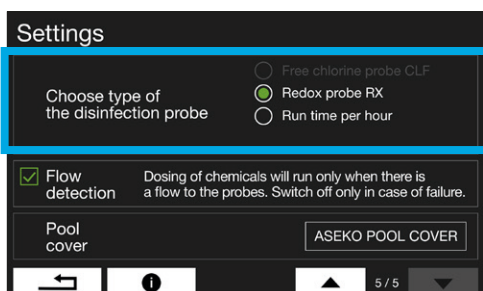 Settings
Choose type of
the disinfection probe
Free chlorine probe CLF
Redox probe RX
Run time per hour
Flow
detection
Dosing of chemicals will run only when there is
a flow to the probes. Switch off only in case of failure.
Pool
cover
ASEKO POOL COVER
5/5